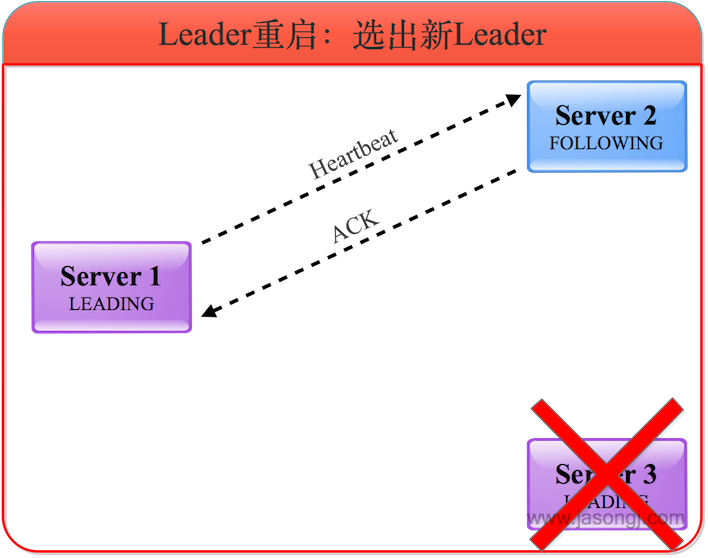 Leader重启：选出新Leader
Server 2
FOLLOWING
Heartbeat
ACK
Server 1
LEADING
Server 3
LEADING
www.jasongj.com